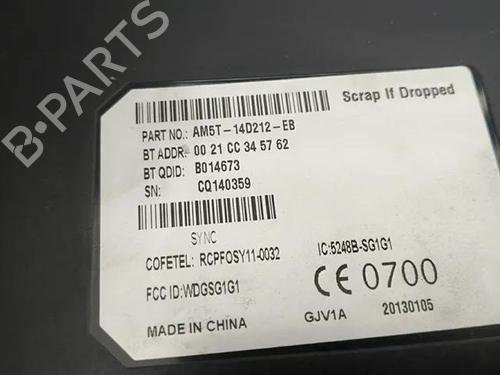 B-PARTS
Scrap If Dropped
PART NO.: AM5T-14D212-EB
BT ADDR: 00 21 CC 34 57 62
BT QDID: B014673
SN: CQ140359
SYNC
COFETEL: RCPFOSY11-0032
IC:5248B-SG1G1
FCC ID:WDGSG1G1
CE 0700
MADE IN CHINA
GJV1A
20130105